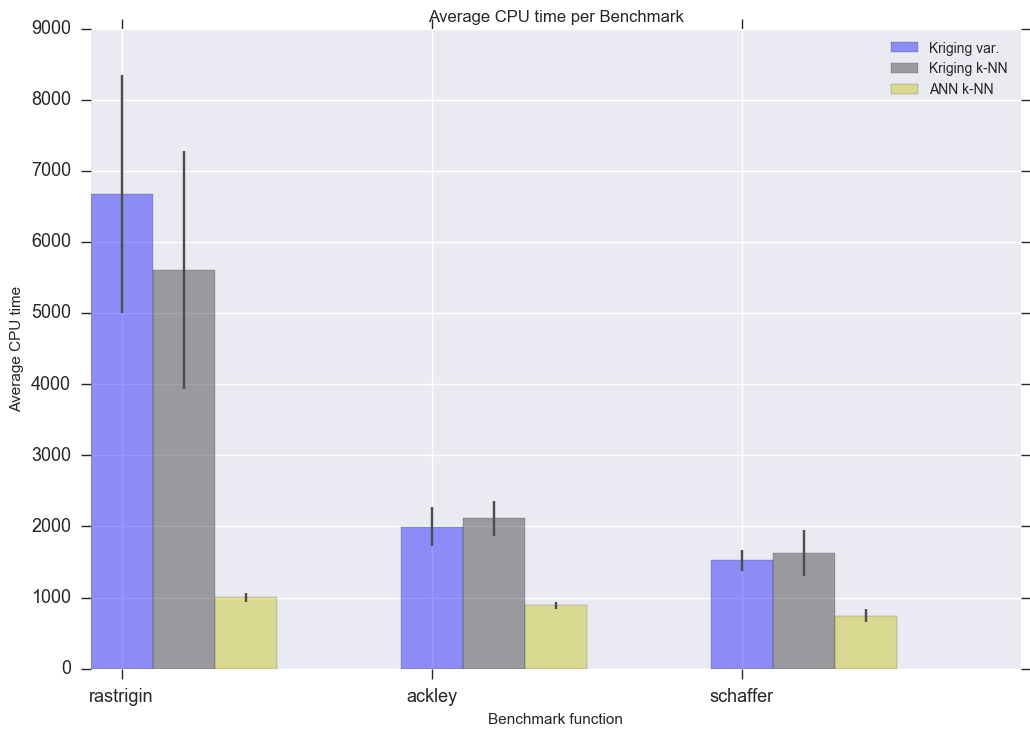 Average CPU time per Benchmark
9000
8000
7000
6000
5000
4000
3000
2000
1000
0
Average CPU time
Kriging var.
Kriging k-NN
ANN k-NN
rastrigin ackley schaffer
Benchmark function